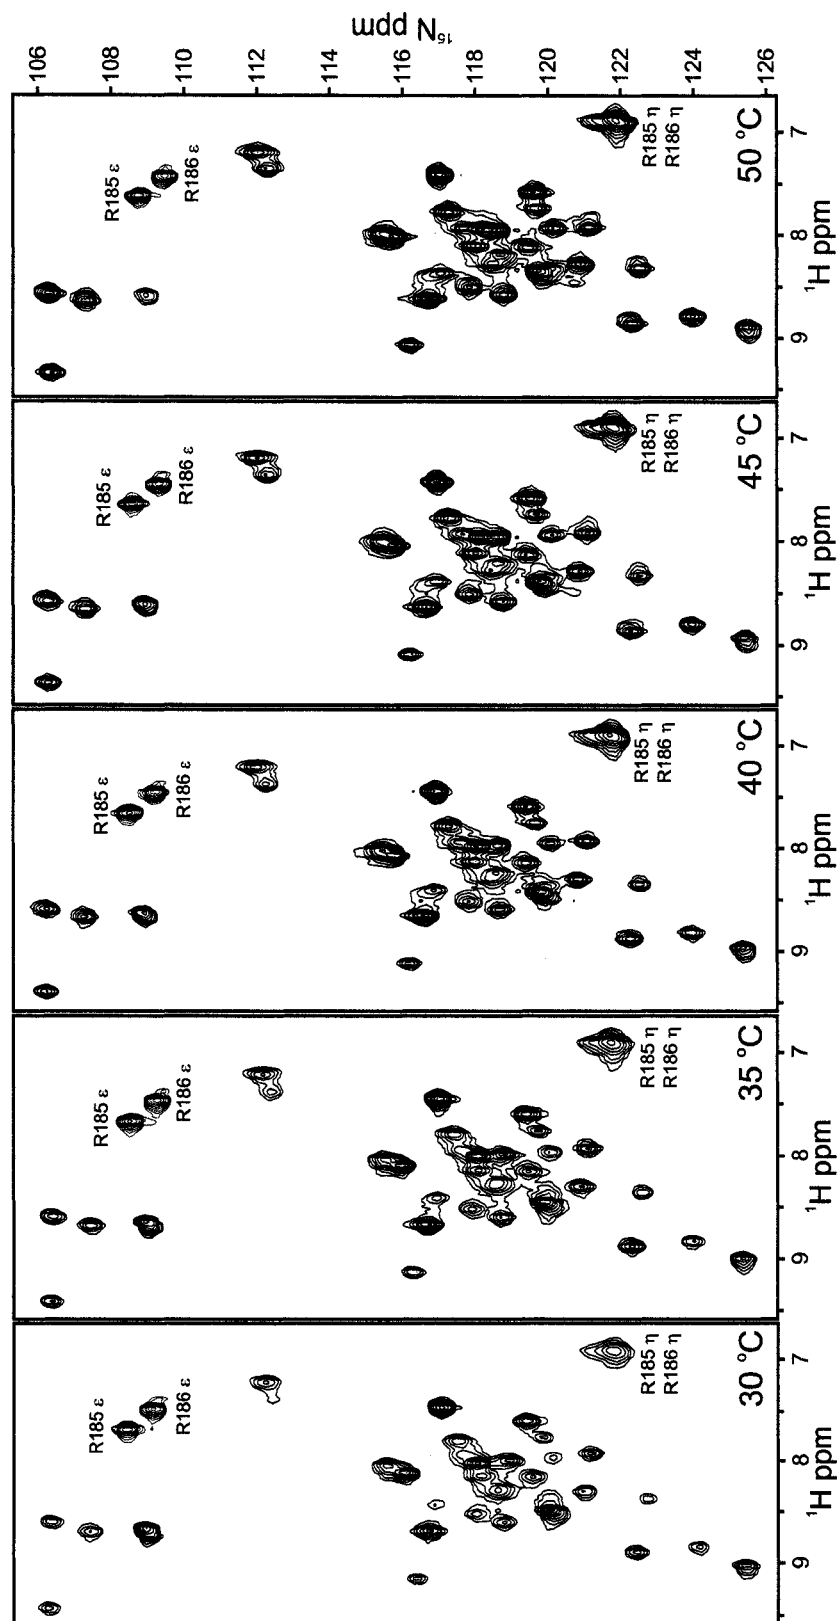 30 °C
R185 ε
R186 ε
R185 η
R186 η
9 8 7
¹H ppm
35 °C
R185 ε
R186 ε
R185 η
R186 η
9 8 7
¹H ppm
40 °C
R185 ε
R186 ε
R185 η
R186 η
9 8 7
¹H ppm
45 °C
R185 ε
R186 ε
R185 η
R186 η
9 8 7
¹H ppm
50 °C
R185 ε
R186 ε
R185 η
R186 η
9 8 7
¹H ppm
106
108
110
112
114
116
118
120
122
124
126
¹⁵N ppm